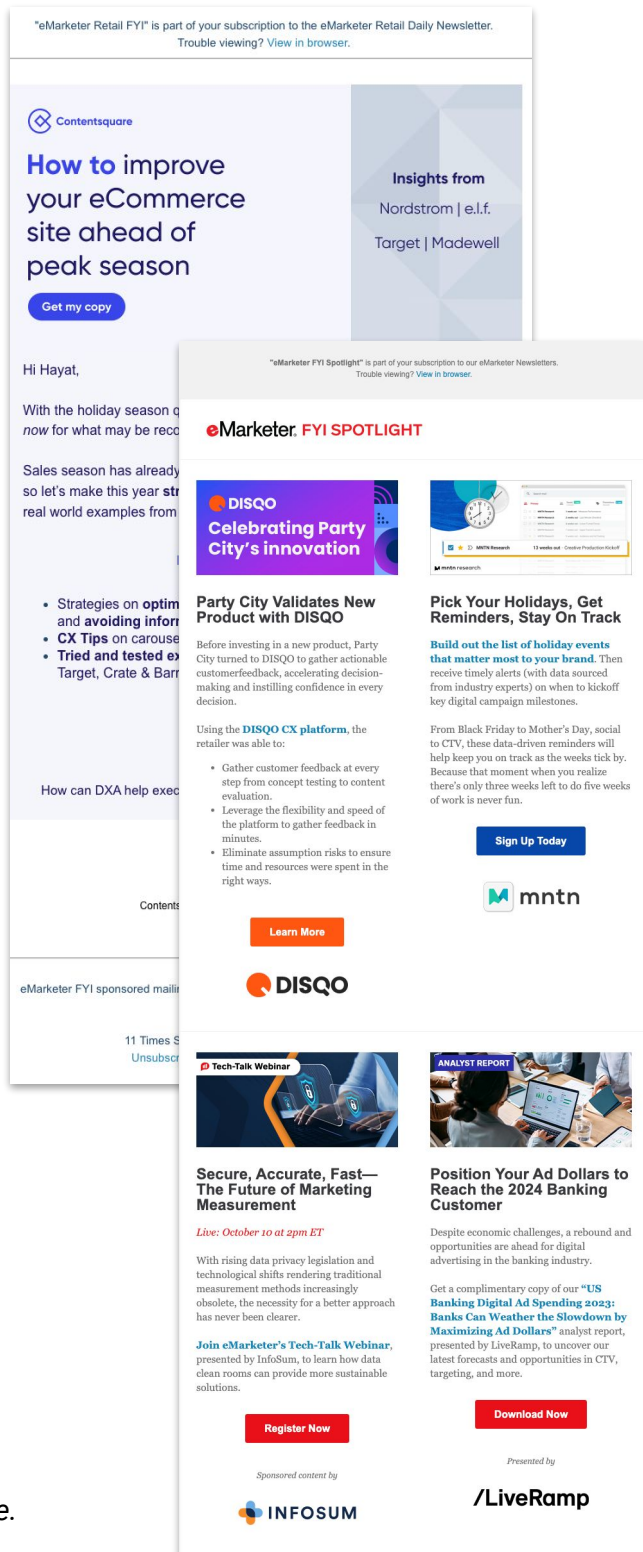 "eMarketer Retail FYI" is part of your subscription to the eMarketer Retail Daily Newsletter.
Trouble viewing? View in browser.
Contentsquare
How to improve
your eCommerce
site ahead of
peak season
Get my copy
Insights from
Nordstrom | e.l.f.
Target | Madewell
Hi Hayat,
With the holiday season
now for what may be
Sales season has already
so let's make this year
real world examples from
• Strategies on
and avoiding
• CX Tips on
• Tried and tested
Target, Crate &
How can DXA help
eMarketer FYI sponsored
11 Times
"eMarketer FYI Spotlight" is part of your subscription to our eMarketer Newsletters.
Trouble viewing? View in browser.
eMarketer. FYI SPOTLIGHT
DISQO
Celebrating Party
City's innovation
Party City Validates New
Product with DISQO
Before investing in a new product, Party
City turned to DISQO to gather actionable
customerfeedback, accelerating decision-
making and instilling confidence in every
decision.
Using the DISQO CX platform, the
retailer was able to:
• Gather customer feedback at every
step from concept testing to content
evaluation.
• Leverage the flexibility and speed of
the platform to gather feedback in
minutes.
• Eliminate assumption risks to ensure
time and resources were spent in the
right ways.
Learn More
DISQO
MNTN Research
13 weeks out - Creative Production Kickoff
mntn research
Pick Your Holidays, Get
Reminders, Stay On Track
Build out the list of holiday events
that matter most to your brand. Then
receive timely alerts (with data sourced
from industry experts) on when to kickoff
key digital campaign milestones.
From Black Friday to Mother's Day, social
to CTV, these data-driven reminders will
help keep you on track as the weeks tick by.
Because that moment when you realize
there's only three weeks left to do five weeks
of work is never fun.
Sign Up Today
mntn
Tech-Talk Webinar
Secure, Accurate, Fast—
The Future of Marketing
Measurement
Live: October 10 at 2pm ET
With rising data privacy legislation and
technological shifts rendering traditional
measurement methods increasingly
obsolete, the necessity for a better approach
has never been clearer.
Join eMarketer's Tech-Talk Webinar,
presented by InfoSum, to learn how data
clean rooms can provide more sustainable
solutions.
Register Now
Sponsored content by
INFOSUM
ANALYST REPORT
Position Your Ad Dollars to
Reach the 2024 Banking
Customer
Despite economic challenges, a rebound and
opportunities are ahead for digital
advertising in the banking industry.
Get a complimentary copy of our "US
Banking Digital Ad Spending 2023:
Banks Can Weather the Slowdown by
Maximizing Ad Dollars" analyst report,
presented by LiveRamp, to uncover our
latest forecasts and opportunities in CTV,
targeting, and more.
Download Now
Presented by
/LiveRamp